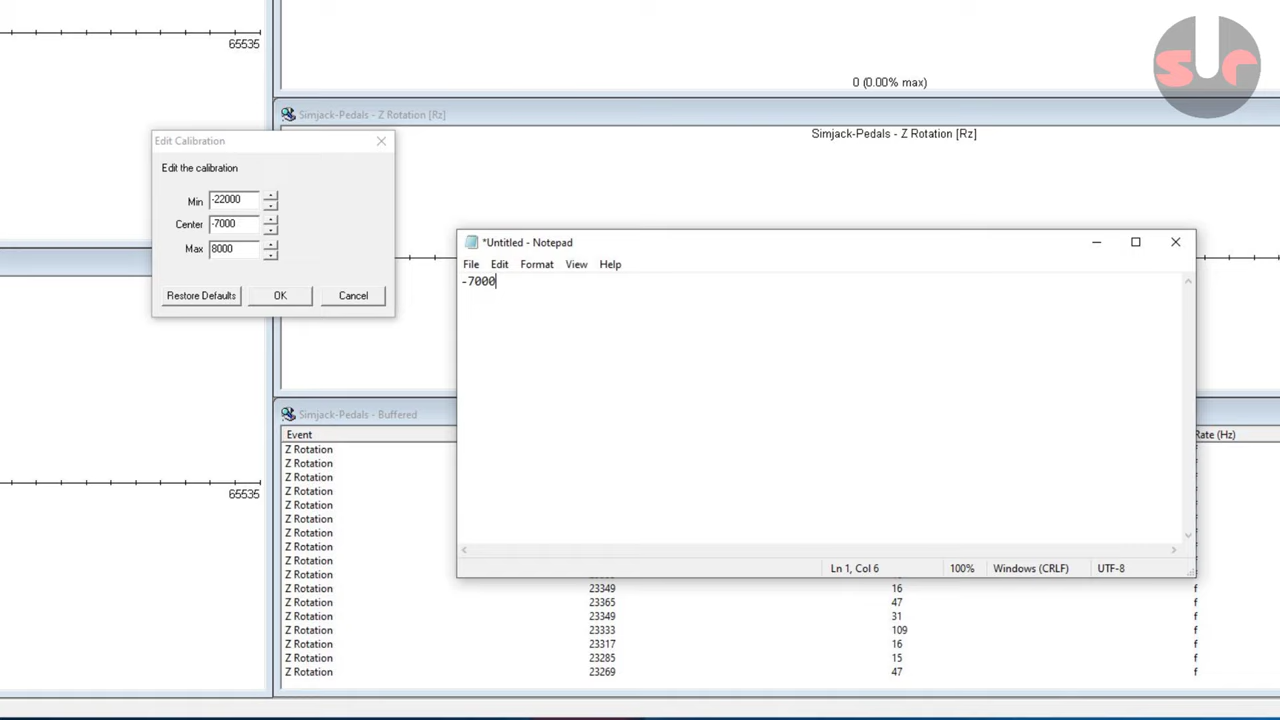 65535
0 (0.00% max)
sur
Simjack-Pedals - Z Rotation [Rz]
Simjack-Pedals - Z Rotation [Rz]
Edit Calibration
Edit the calibration
Min -22000
Center -7000
Max 8000
Restore Defaults OK Cancel
*Untitled - Notepad
File Edit Format View Help
-7000
Ln 1, Col 6 100% Windows (CRLF) UTF-8
65535
Simjack-Pedals - Buffered
Event Rate (Hz)
Z Rotation
Z Rotation
Z Rotation
Z Rotation
Z Rotation
Z Rotation
Z Rotation
Z Rotation
Z Rotation
Z Rotation
Z Rotation 23349 16 f
Z Rotation 23365 47 f
Z Rotation 23349 31 f
Z Rotation 23333 109 f
Z Rotation 23317 16 f
Z Rotation 23285 15 f
Z Rotation 23269 47 f